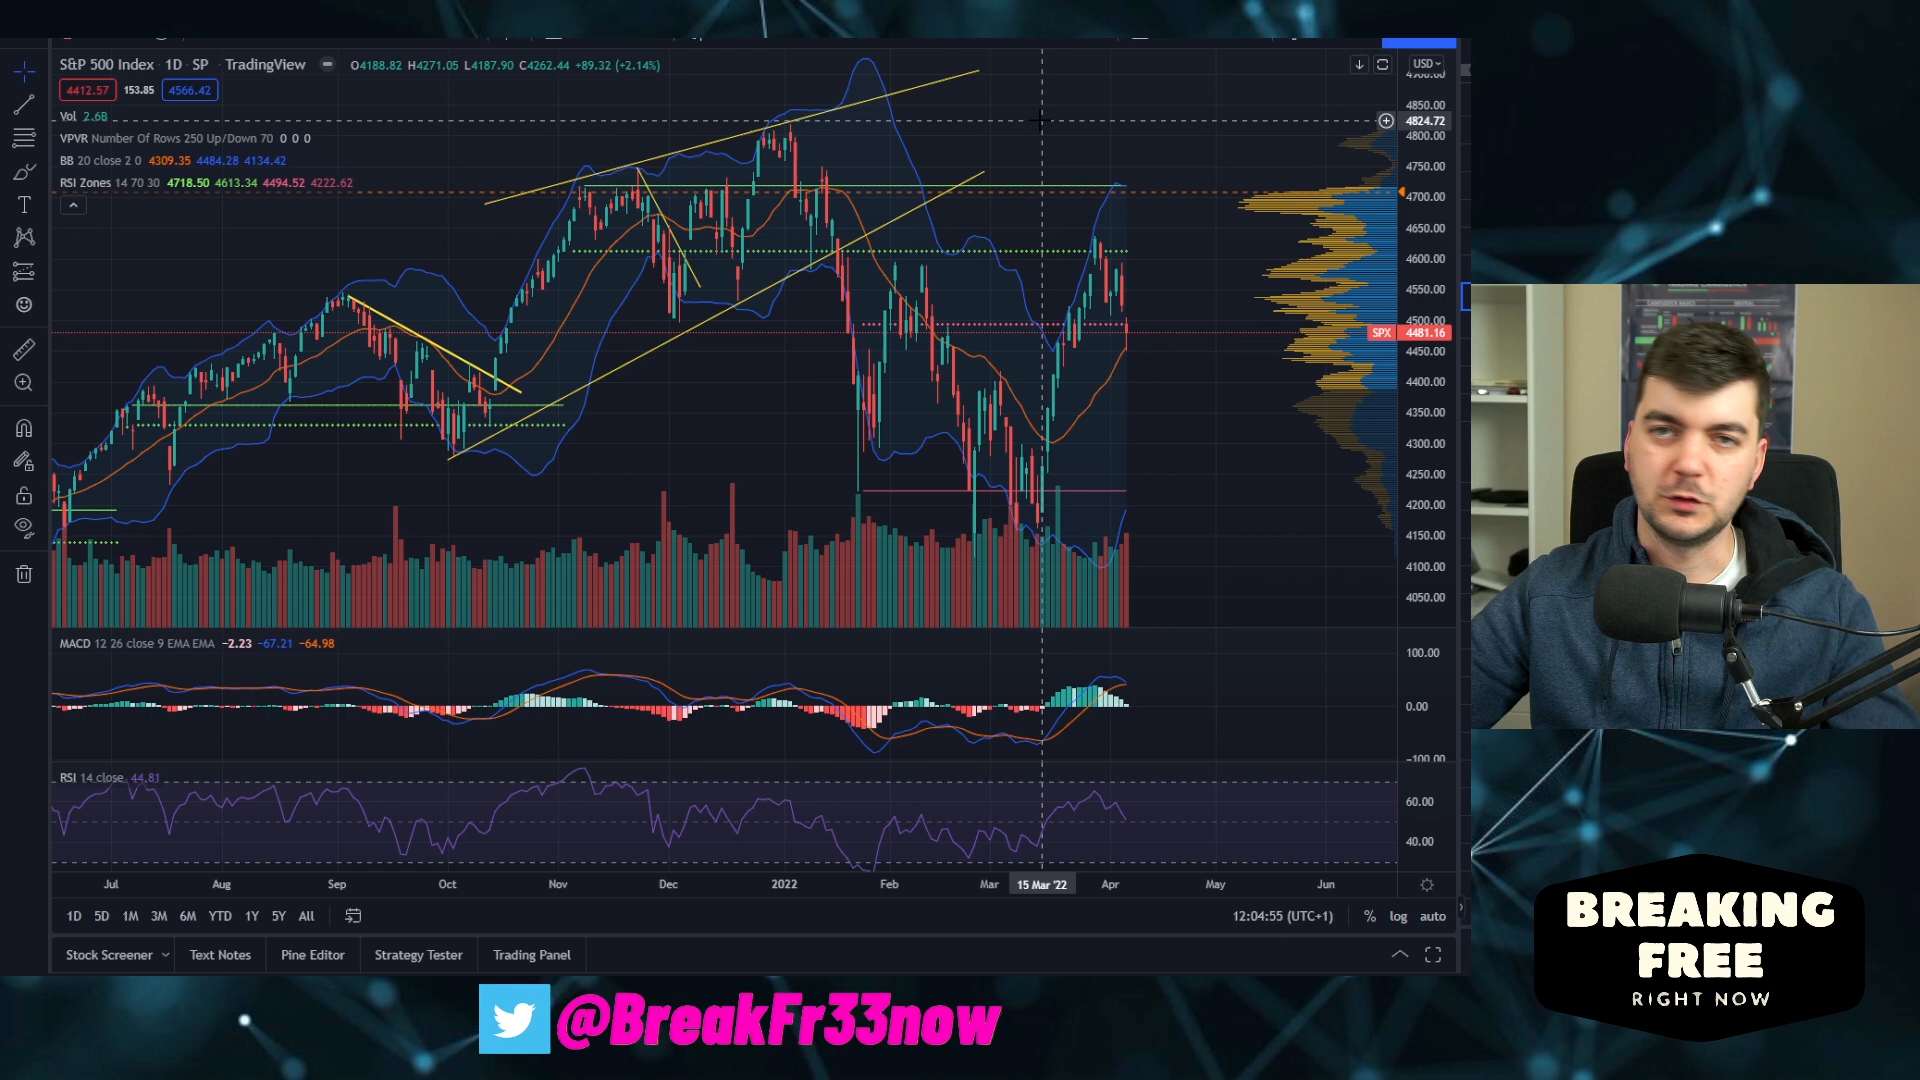 S&P 500 Index · 1D · SP · TradingView
O4188.82 H4271.05 L4187.90 C4262.44 +89.32 (+2.14%)
4412.57 153.85 4566.42
Vol 2.6B
VPVR Number Of Rows 250 Up/Down 70 0 0 0
BB 20 close 2 0 4309.35 4484.28 4134.42
RSI Zones 14 70 30 4718.50 4613.34 4494.52 4222.62
USD
4900.00
4850.00
4824.72
4800.00
4750.00
4700.00
4650.00
4600.00
4550.00
4500.00
SPX 4481.16
4450.00
4400.00
4350.00
4300.00
4250.00
4200.00
4150.00
4100.00
4050.00
MACD 12 26 close 9 EMA EMA −2.23 −67.21 −64.98
100.00
0.00
−100.00
RSI 14 close 44.81
60.00
40.00
Jul Aug Sep Oct Nov Dec 2022 Feb Mar 15 Mar '22 Apr May Jun
1D 5D 1M 3M 6M YTD 1Y 5Y All
12:04:55 (UTC+1) % log auto
Stock Screener Text Notes Pine Editor Strategy Tester Trading Panel
@BreakFr33now
BREAKING
FREE
RIGHT NOW